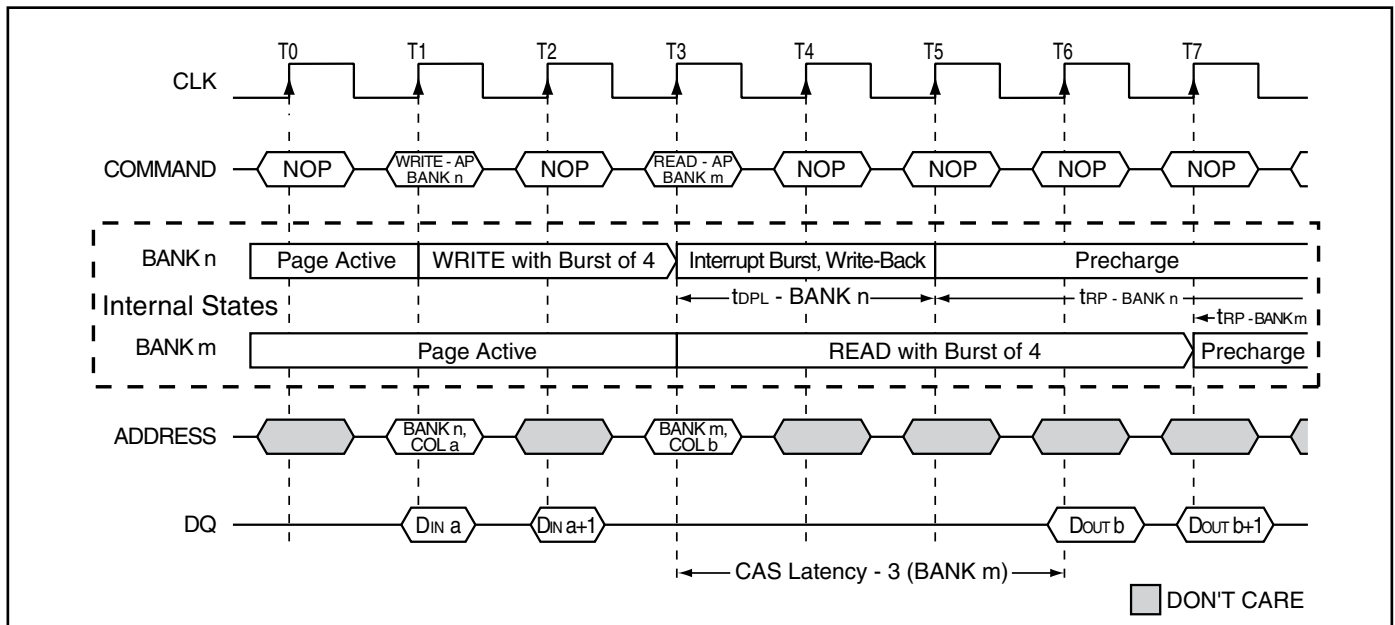 T0 T1 T2 T3 T4 T5 T6 T7
CLK
COMMAND NOP WRITE - AP BANK n NOP READ - AP BANK m NOP NOP NOP NOP
BANK n Page Active WRITE with Burst of 4 Interrupt Burst, Write-Back Precharge
tDPL - BANK n tRP - BANK n
Internal States
tRP - BANK m
BANK m Page Active READ with Burst of 4 Precharge
ADDRESS BANK n, COL a BANK m, COL b
DQ DIN a DIN a+1 DOUT b DOUT b+1
CAS Latency - 3 (BANK m)
DON'T CARE